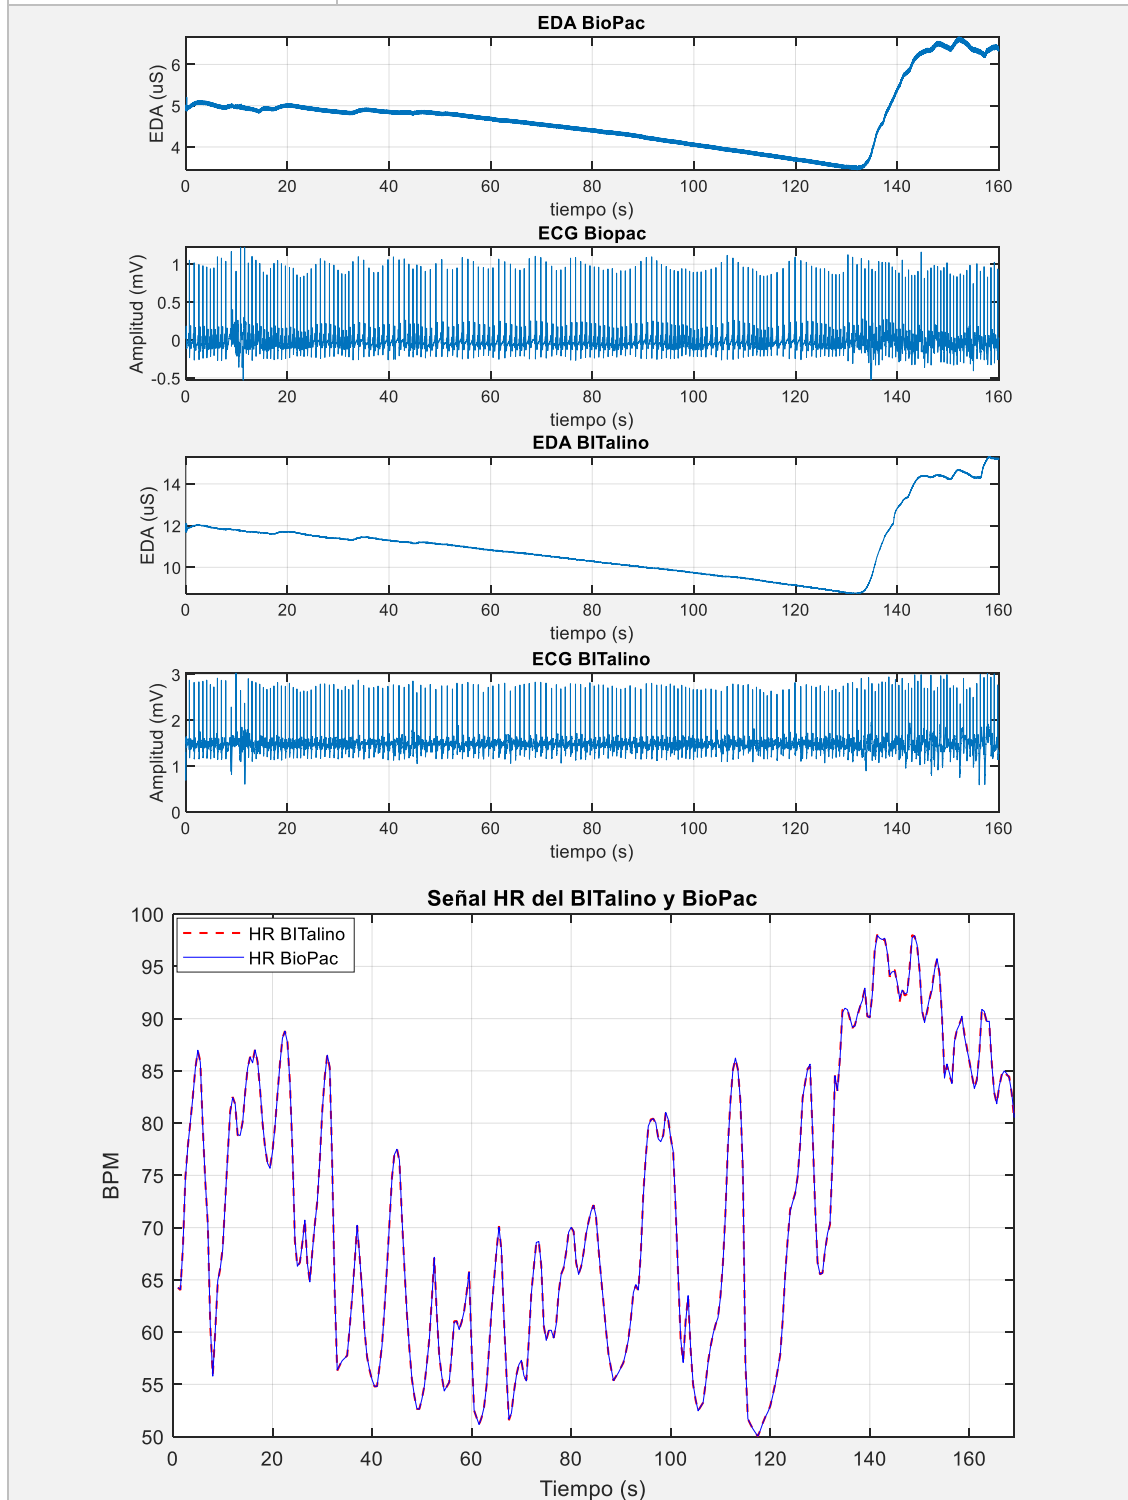 EDA BioPac
6
5
4
EDA (uS)
0 20 40 60 80 100 120 140 160
tiempo (s)
ECG Biopac
1
0.5
0
-0.5
Amplitud (mV)
0 20 40 60 80 100 120 140 160
tiempo (s)
EDA BITalino
14
12
10
EDA (uS)
0 20 40 60 80 100 120 140 160
tiempo (s)
ECG BITalino
3
2
1
0
Amplitud (mV)
0 20 40 60 80 100 120 140 160
tiempo (s)
Señal HR del BITalino y BioPac
HR BITalino
HR BioPac
100
95
90
85
80
75
70
65
60
55
50
BPM
0 20 40 60 80 100 120 140 160
Tiempo (s)